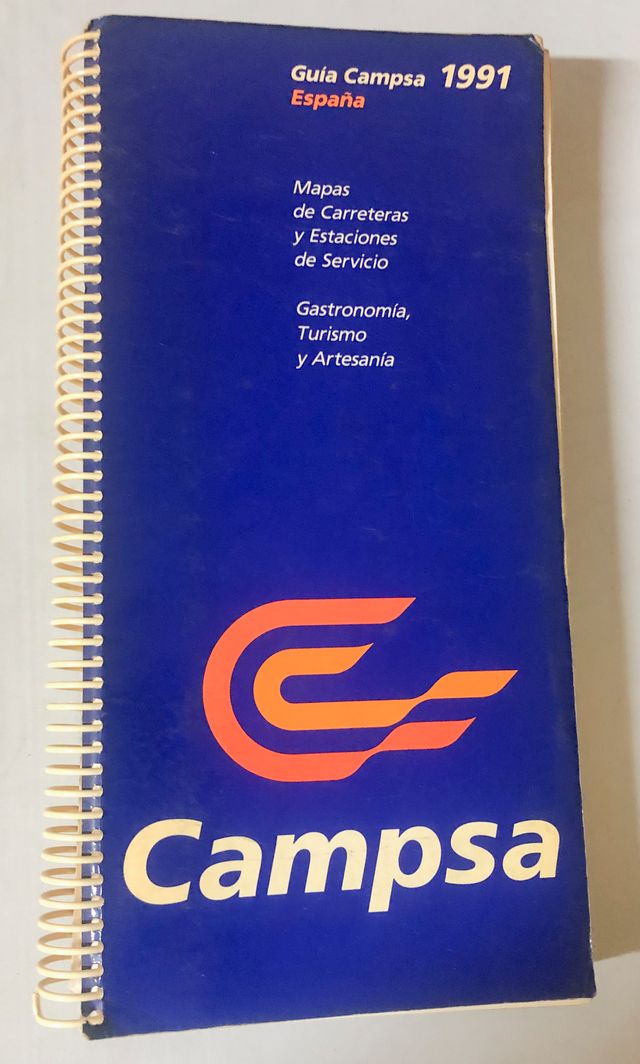 Guía Campsa 1991
España
Mapas
de Carreteras
y Estaciones
de Servicio
Gastronomía,
Turismo
y Artesanía
Campsa